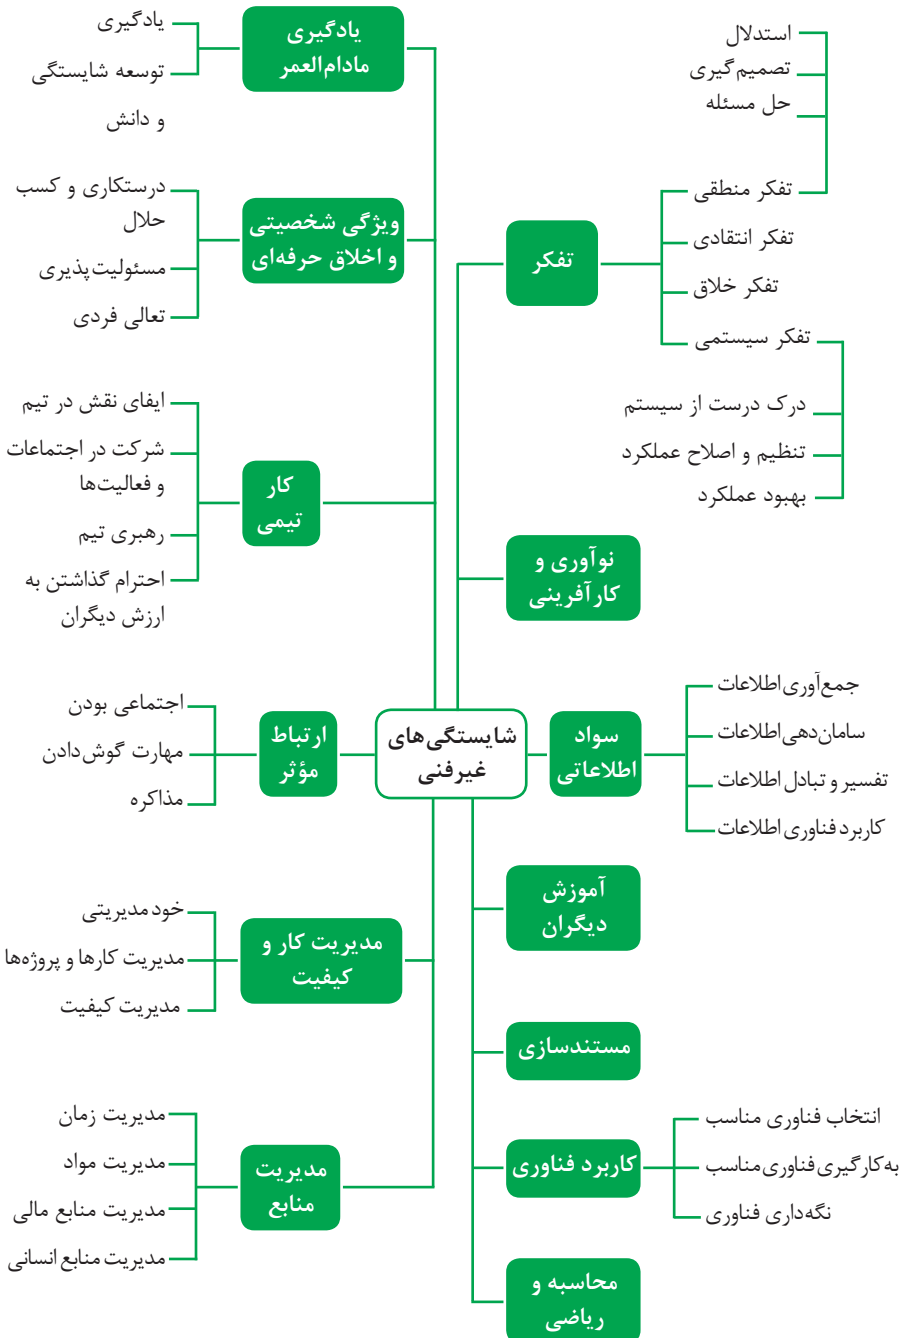 استدلال
تصمیم‌گیری
حل مسئله
تفکر منطقی
تفکر انتقادی
تفکر خلاق
تفکر سیستمی
درک درست از سیستم
تنظیم و اصلاح عملکرد
بهبود عملکرد
تفکر
نوآوری و
کارآفرینی
جمع‌آوری اطلاعات
سامان‌دهی اطلاعات
تفسیر و تبادل اطلاعات
کاربرد فناوری اطلاعات
سواد
اطلاعاتی
آموزش
دیگران
مستندسازی
انتخاب فناوری مناسب
به‌کارگیری فناوری مناسب
نگه‌داری فناوری
کاربرد فناوری
محاسبه و
ریاضی
شایستگی‌های
غیرفنی
یادگیری
مادام‌العمر
یادگیری
توسعه شایستگی
و دانش
ویژگی شخصیتی
و اخلاق حرفه‌ای
درستکاری و کسب
حلال
مسئولیت‌پذیری
تعالی فردی
کار
تیمی
ایفای نقش در تیم
شرکت در اجتماعات
و فعالیت‌ها
رهبری تیم
احترام گذاشتن به
ارزش دیگران
ارتباط
مؤثر
اجتماعی بودن
مهارت گوش‌دادن
مذاکره
مدیریت کار و
کیفیت
خودمدیریتی
مدیریت کارها و پروژه‌ها
مدیریت کیفیت
مدیریت
منابع
مدیریت زمان
مدیریت مواد
مدیریت منابع مالی
مدیریت منابع انسانی